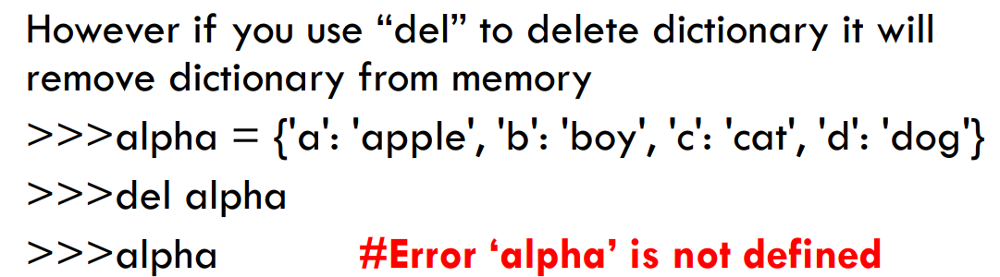 However if you use “del” to delete dictionary it will
remove dictionary from memory
>>>alpha = {'a': 'apple', 'b': 'boy', 'c': 'cat', 'd': 'dog'}
>>>del alpha
>>>alpha #Error ‘alpha’ is not defined